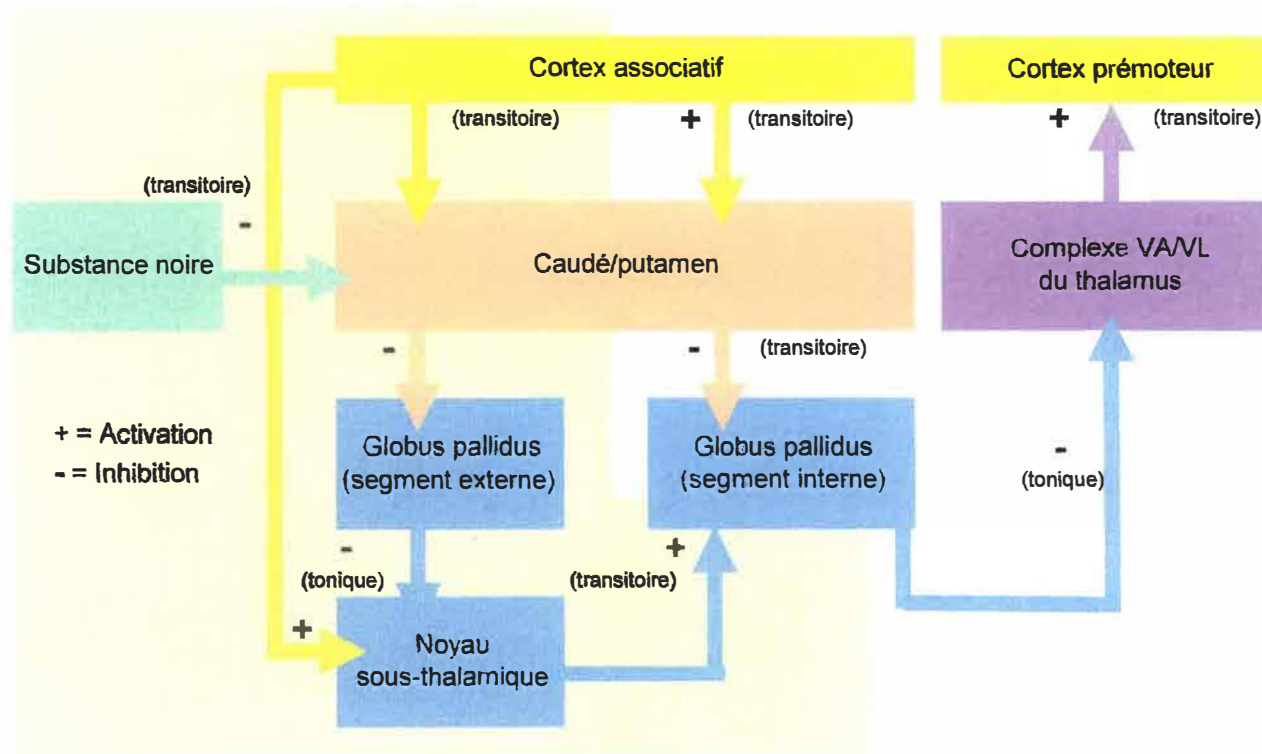 Cortex associatif
Cortex prémoteur
(transitoire)
+
(transitoire)
+
(transitoire)
(transitoire)
-
Substance noire
Caudé/putamen
Complexe VA/VL
du thalamus
-
-
(transitoire)
+ = Activation
- = Inhibition
Globus pallidus
(segment externe)
Globus pallidus
(segment interne)
-
(tonique)
-
(tonique)
+
(transitoire)
+
Noyau
sous-thalamique